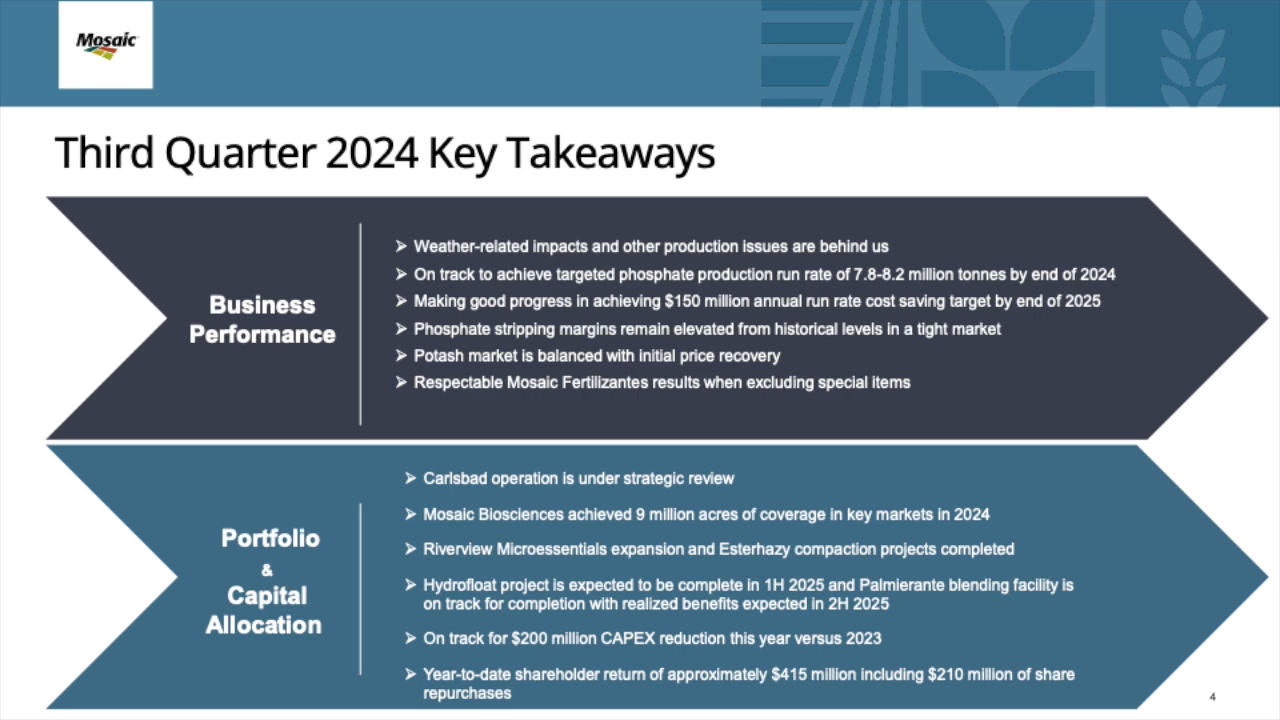 Mosaic
Third Quarter 2024 Key Takeaways
Business
Performance
Weather-related impacts and other production issues are behind us
On track to achieve targeted phosphate production run rate of 7.8-8.2 million tonnes by end of 2024
Making good progress in achieving $150 million annual run rate cost saving target by end of 2025
Phosphate stripping margins remain elevated from historical levels in a tight market
Potash market is balanced with initial price recovery
Respectable Mosaic Fertilizantes results when excluding special items
Portfolio
&
Capital
Allocation
Carlsbad operation is under strategic review
Mosaic Biosciences achieved 9 million acres of coverage in key markets in 2024
Riverview Microessentials expansion and Esterhazy compaction projects completed
Hydrofloat project is expected to be complete in 1H 2025 and Palmierante blending facility is
on track for completion with realized benefits expected in 2H 2025
On track for $200 million CAPEX reduction this year versus 2023
Year-to-date shareholder return of approximately $415 million including $210 million of share
repurchases
4